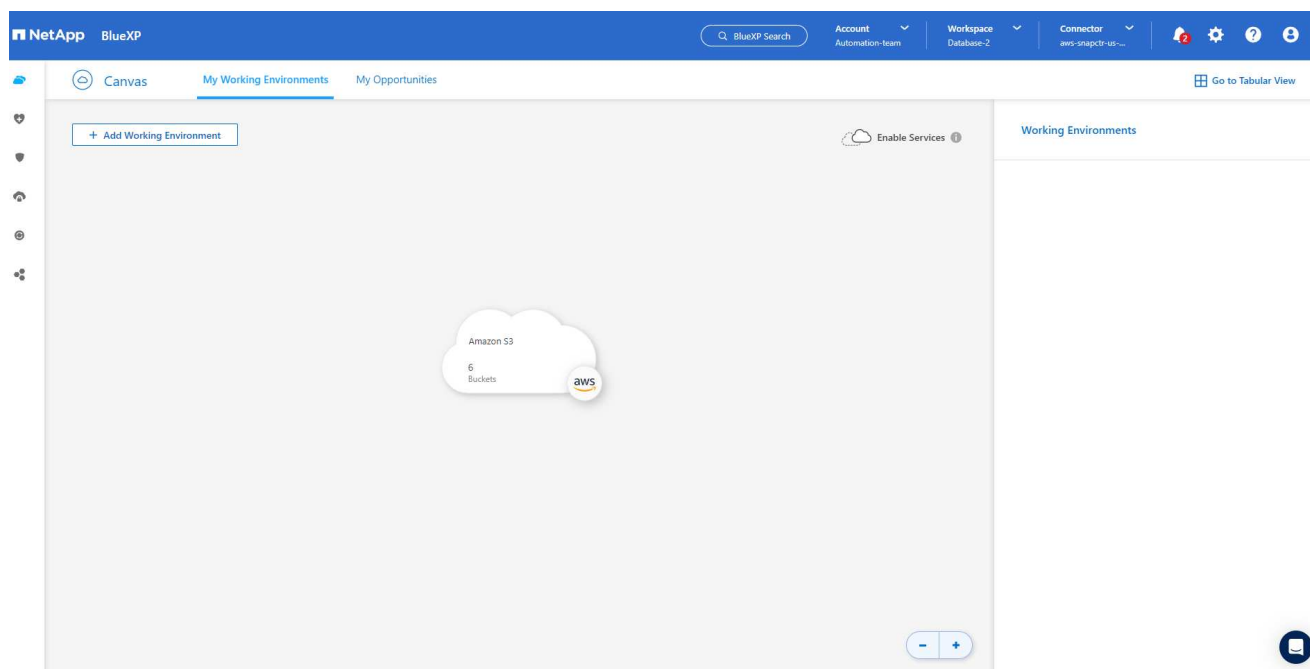 NetApp BlueXP
BlueXP Search
Account
Automation-team
Workspace
Database-2
Connector
aws-snapctr-us-...
2
Canvas
My Working Environments
My Opportunities
Go to Tabular View
+ Add Working Environment
Enable Services
Working Environments
Amazon S3
6
Buckets
aws
- +